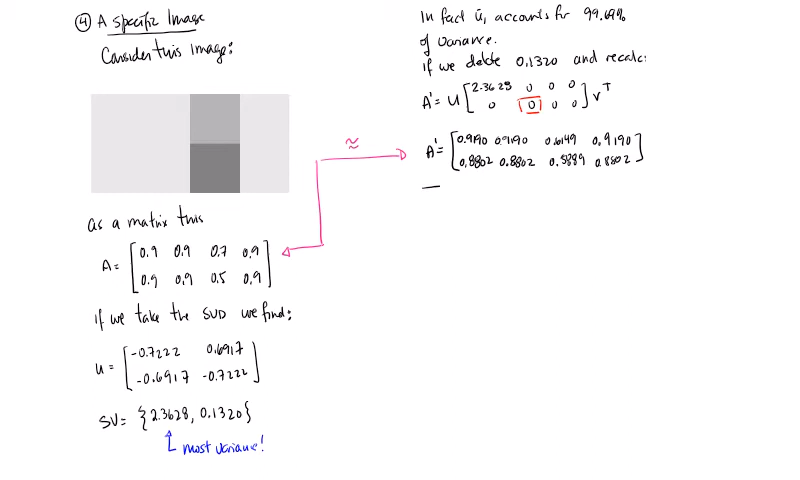 ④ A Specific Image
Consider this image:
as a matrix this
A = [0.9 0.9 0.7 0.9
0.9 0.9 0.5 0.9]
if we take the SVD we find:
U = [-0.7222 0.6917
-0.6917 -0.7222]
SV = {2.3628, 0.1320}
most variance!
≈
In fact ū, accounts for 99.69%
of variance.
if we delete 0.1320 and recalc:
A' = U [2.3628 0 0 0
0 0 0 0] V^T
A' = [0.9190 0.9190 0.6149 0.9190
0.8802 0.8802 0.5889 0.8802]